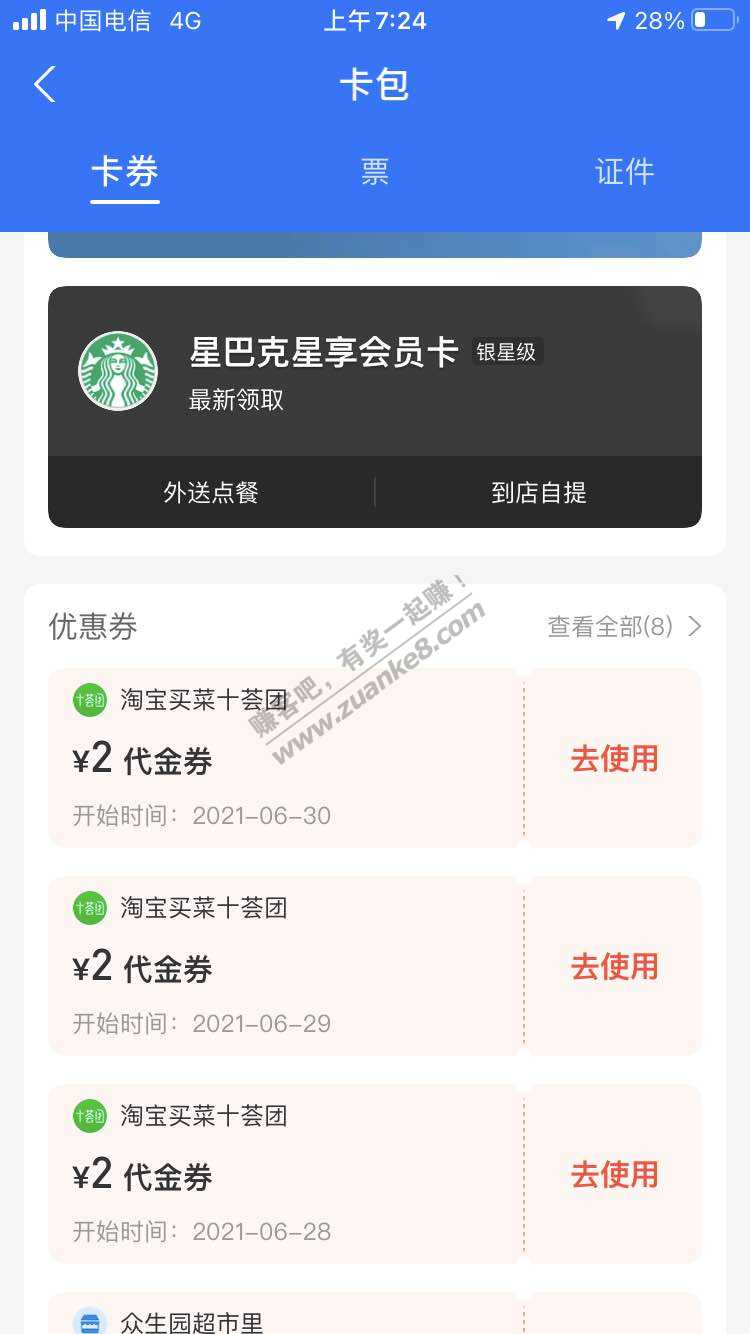 中国电信 4G 上午7:24 28%
卡包
卡券 票 证件
星巴克星享会员卡 银星级
最新领取
外送点餐 到店自提
优惠券 查看全部(8)
赚客吧，有奖一起赚！
www.zuanke8.com
十荟团 淘宝买菜十荟团
¥2 代金券 去使用
开始时间：2021-06-30
十荟团 淘宝买菜十荟团
¥2 代金券 去使用
开始时间：2021-06-29
十荟团 淘宝买菜十荟团
¥2 代金券 去使用
开始时间：2021-06-28
众生园超市里